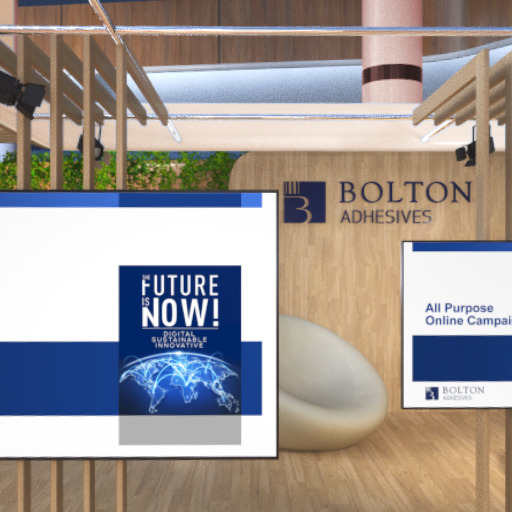 BOLTON
ADHESIVES
THE
FUTURE
IS
NOW!
DIGITAL
SUSTAINABLE
INNOVATIVE
All Purpose
Online Campai
BOLTON
ADHESIVES